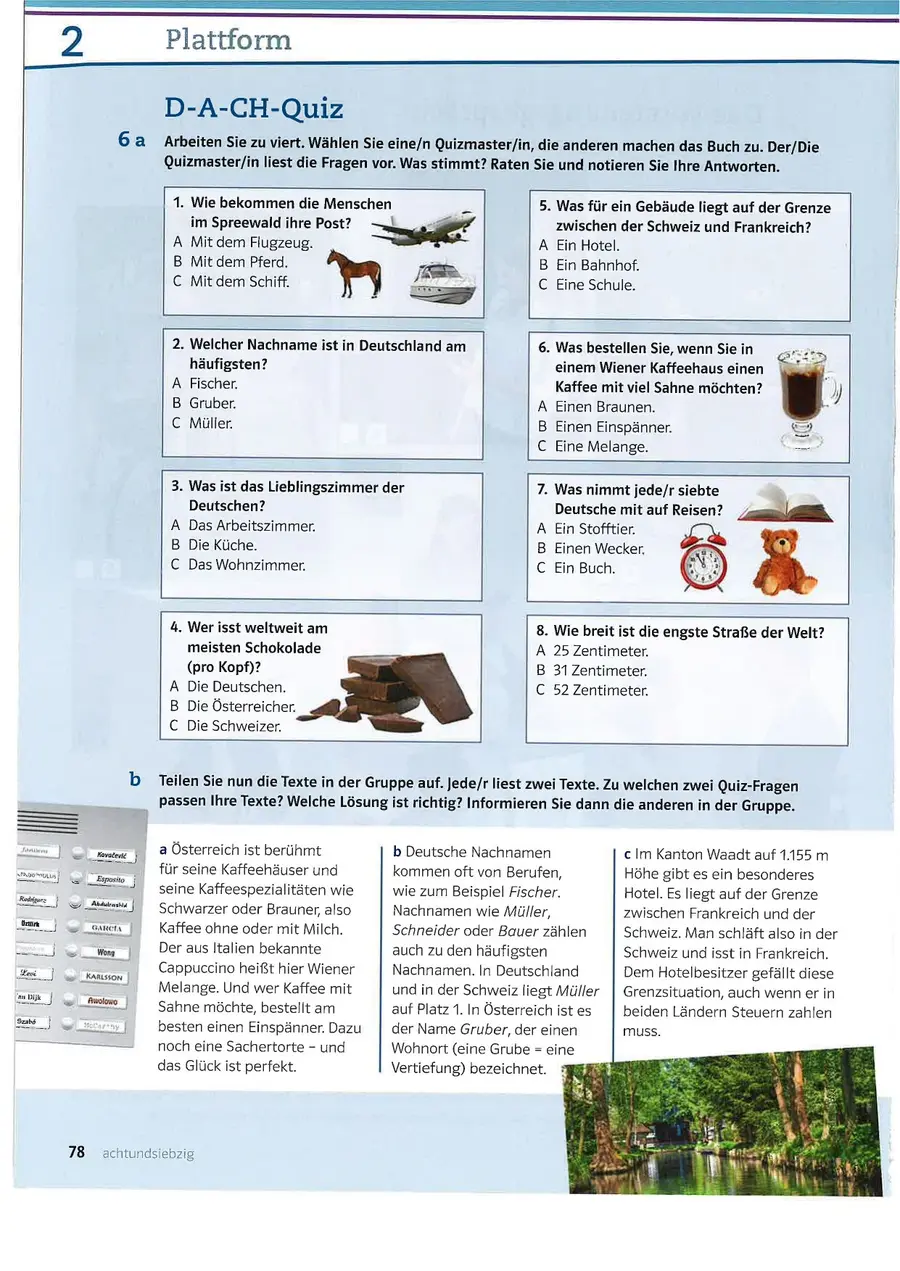 2
Plattform
D-A-CH-Quiz
6 a Arbeiten Sie zu viert. Wählen Sie eine/n Quizmaster/in, die anderen machen das Buch zu. Der/Die
Quizmaster/in liest die Fragen vor. Was stimmt? Raten Sie und notieren Sie Ihre Antworten.
1. Wie bekommen die Menschen
im Spreewald ihre Post?
A Mit dem Flugzeug.
B Mit dem Pferd.
C Mit dem Schiff.
2. Welcher Nachname ist in Deutschland am
häufigsten?
A Fischer.
B Gruber.
C Müller.
3. Was ist das Lieblingszimmer der
Deutschen?
A Das Arbeitszimmer.
B Die Küche.
C Das Wohnzimmer.
4. Wer isst weltweit am
meisten Schokolade
(pro Kopf)?
A Die Deutschen.
B Die Österreicher.
C Die Schweizer.
5. Was für ein Gebäude liegt auf der Grenze
zwischen der Schweiz und Frankreich?
A Ein Hotel.
B Ein Bahnhof.
C Eine Schule.
6. Was bestellen Sie, wenn Sie in
einem Wiener Kaffeehaus einen
Kaffee mit viel Sahne möchten?
A Einen Braunen.
B Einen Einspänner.
C Eine Melange.
7. Was nimmt jede/r siebte
Deutsche mit auf Reisen?
A Ein Stofftier.
B Einen Wecker.
C Ein Buch.
8. Wie breit ist die engste Straße der Welt?
A 25 Zentimeter.
B 31 Zentimeter.
C 52 Zentimeter.
b Teilen Sie nun die Texte in der Gruppe auf. Jede/r liest zwei Texte. Zu welchen zwei Quiz-Fragen
passen Ihre Texte? Welche Lösung ist richtig? Informieren Sie dann die anderen in der Gruppe.
Kovačević
Esposito
Rodríguez
Abdulrashid
GARCÍA
Wong
Levi
KARLSSON
Awolowo
Szabó
McCarthy
a Österreich ist berühmt
für seine Kaffeehäuser und
seine Kaffeespezialitäten wie
Schwarzer oder Brauner, also
Kaffee ohne oder mit Milch.
Der aus Italien bekannte
Cappuccino heißt hier Wiener
Melange. Und wer Kaffee mit
Sahne möchte, bestellt am
besten einen Einspänner. Dazu
noch eine Sachertorte – und
das Glück ist perfekt.
b Deutsche Nachnamen
kommen oft von Berufen,
wie zum Beispiel Fischer.
Nachnamen wie Müller,
Schneider oder Bauer zählen
auch zu den häufigsten
Nachnamen. In Deutschland
und in der Schweiz liegt Müller
auf Platz 1. In Österreich ist es
der Name Gruber, der einen
Wohnort (eine Grube = eine
Vertiefung) bezeichnet.
c Im Kanton Waadt auf 1.155 m
Höhe gibt es ein besonderes
Hotel. Es liegt auf der Grenze
zwischen Frankreich und der
Schweiz. Man schläft also in der
Schweiz und isst in Frankreich.
Dem Hotelbesitzer gefällt diese
Grenzsituation, auch wenn er in
beiden Ländern Steuern zahlen
muss.
78 achtundsiebzig